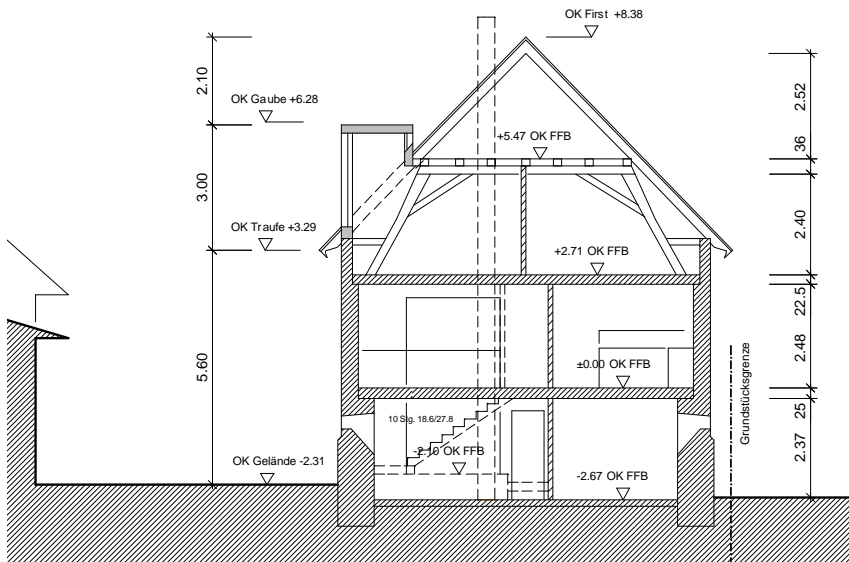 OK First +8.38
2.10
2.52
OK Gaube +6.28
+5.47 OK FFB
36
3.00
2.40
OK Traufe +3.29
+2.71 OK FFB
22.5
5.60
±0.00 OK FFB
2.48
Grundstücksgrenze
10 Stg. 18.6/27.8
25
-2.10 OK FFB
2.37
OK Gelände -2.31
-2.67 OK FFB